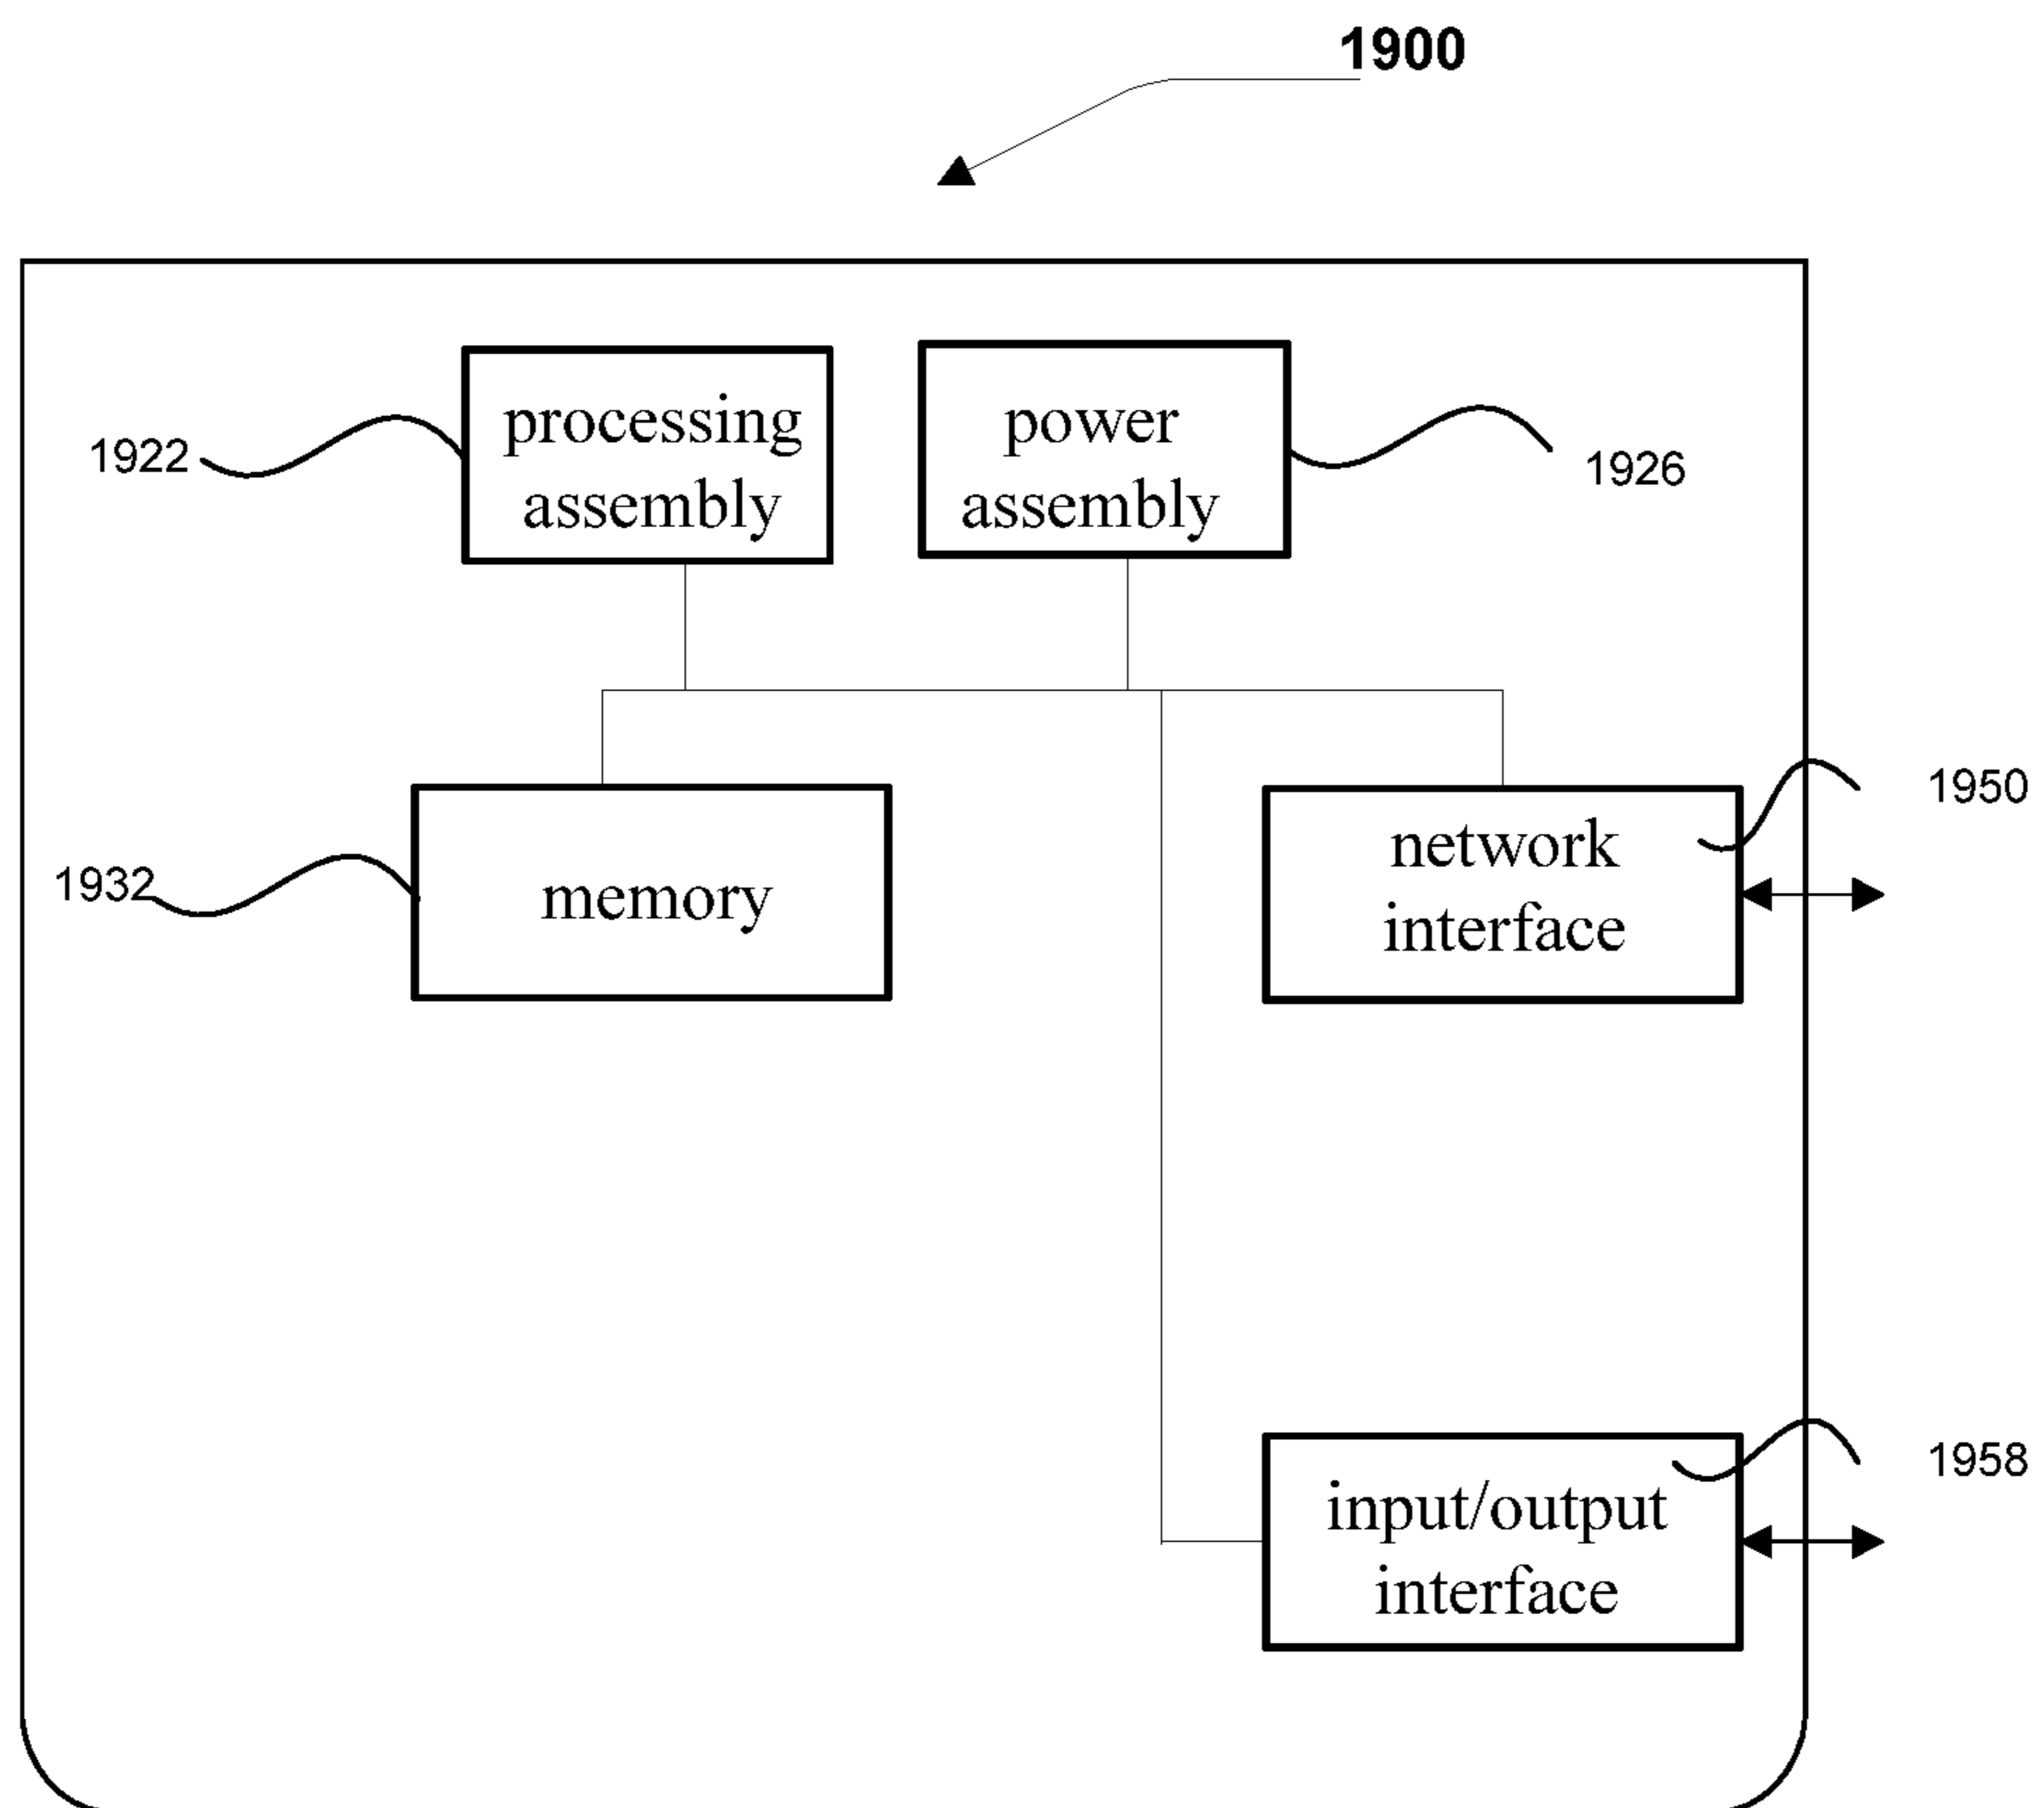 1900
processing
assembly
power
assembly
1922
1926
memory
1932
network
interface
1950
input/output
interface
1958